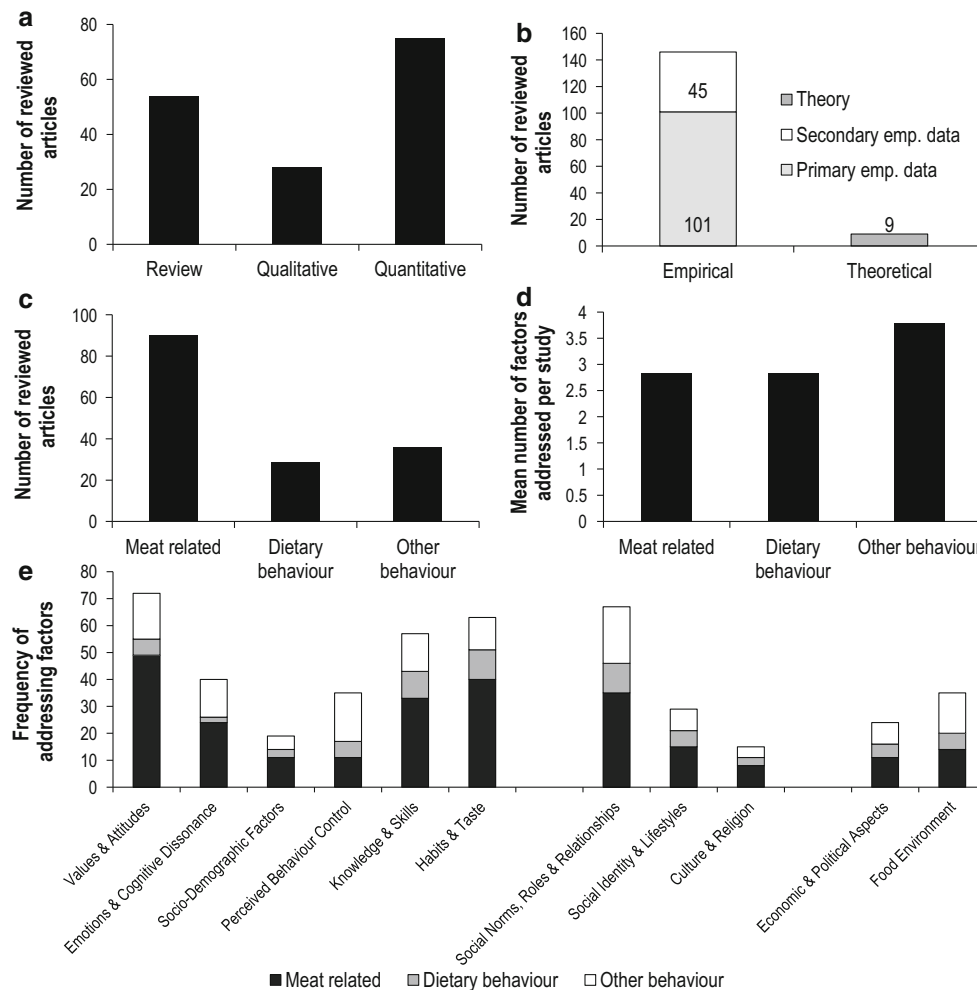 a
Number of reviewed
articles
80
60
40
20
0
Review Qualitative Quantitative
b
Number of reviewed
articles
160
140
120
100
80
60
40
20
0
45
101
9
Theory
Secondary emp. data
Primary emp. data
Empirical Theoretical
c
Number of reviewed
articles
100
80
60
40
20
0
Meat related Dietary Other
behaviour behaviour
d
Mean number of factors
addressed per study
4
3.5
3
2.5
2
1.5
1
0.5
0
Meat related Dietary Other behaviour
behaviour
e
Frequency of
addressing factors
80
70
60
50
40
30
20
10
0
Values & Attitudes
Emotions & Cognitive Dissonance
Socio-Demographic Factors
Perceived Behaviour Control
Knowledge & Skills
Habits & Taste
Social Norms, Roles & Relationships
Social Identity & Lifestyles
Culture & Religion
Economic & Political Aspects
Food Environment
Meat related Dietary behaviour Other behaviour